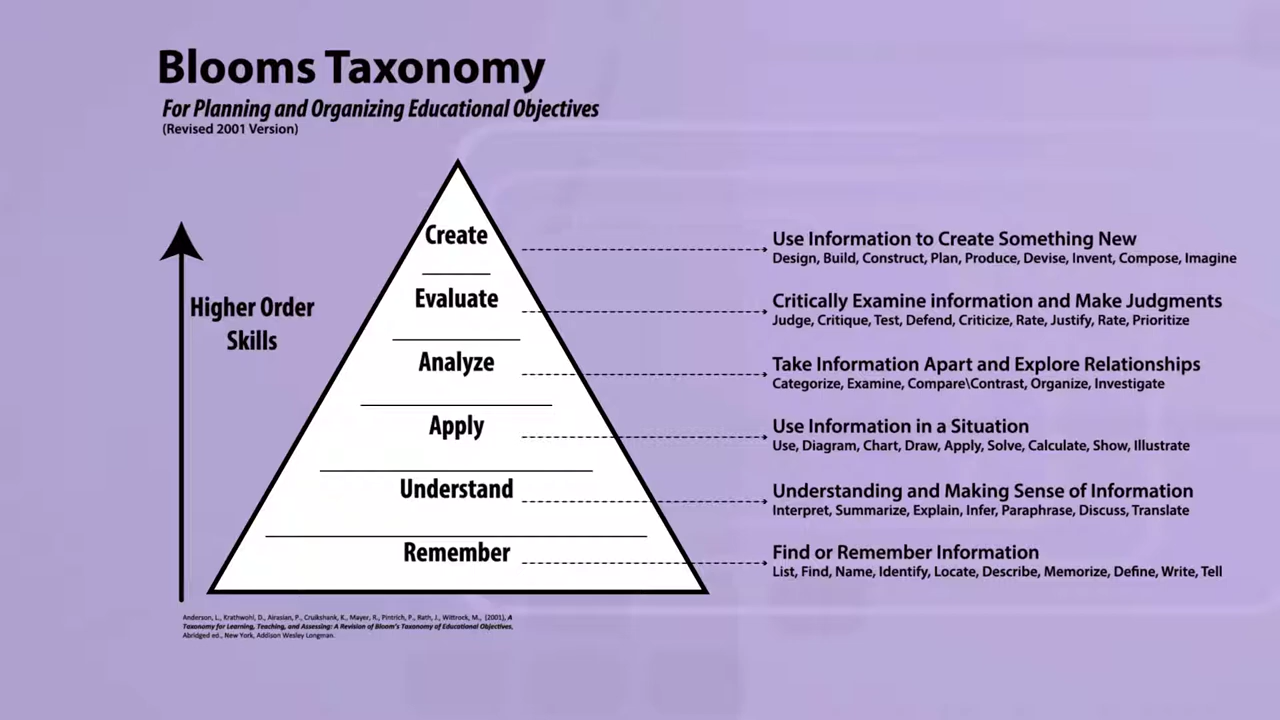 Blooms Taxonomy
For Planning and Organizing Educational Objectives
(Revised 2001 Version)
Higher Order
Skills
Create
Use Information to Create Something New
Design, Build, Construct, Plan, Produce, Devise, Invent, Compose, Imagine
Evaluate
Critically Examine information and Make Judgments
Judge, Critique, Test, Defend, Criticize, Rate, Justify, Rate, Prioritize
Analyze
Take Information Apart and Explore Relationships
Categorize, Examine, Compare\Contrast, Organize, Investigate
Apply
Use Information in a Situation
Use, Diagram, Chart, Draw, Apply, Solve, Calculate, Show, Illustrate
Understand
Understanding and Making Sense of Information
Interpret, Summarize, Explain, Infer, Paraphrase, Discuss, Translate
Remember
Find or Remember Information
List, Find, Name, Identify, Locate, Describe, Memorize, Define, Write, Tell
Anderson, L., Krathwohl, D., Airasian, P., Cruikshank, K., Mayer, R., Pintrich, P., Rath, J., Wittrock, M., (2001), A
Taxonomy for Learning, Teaching, and Assessing: A Revision of Bloom's Taxonomy of Educational Objectives,
Abridged ed., New York, Addison Wesley Longman.